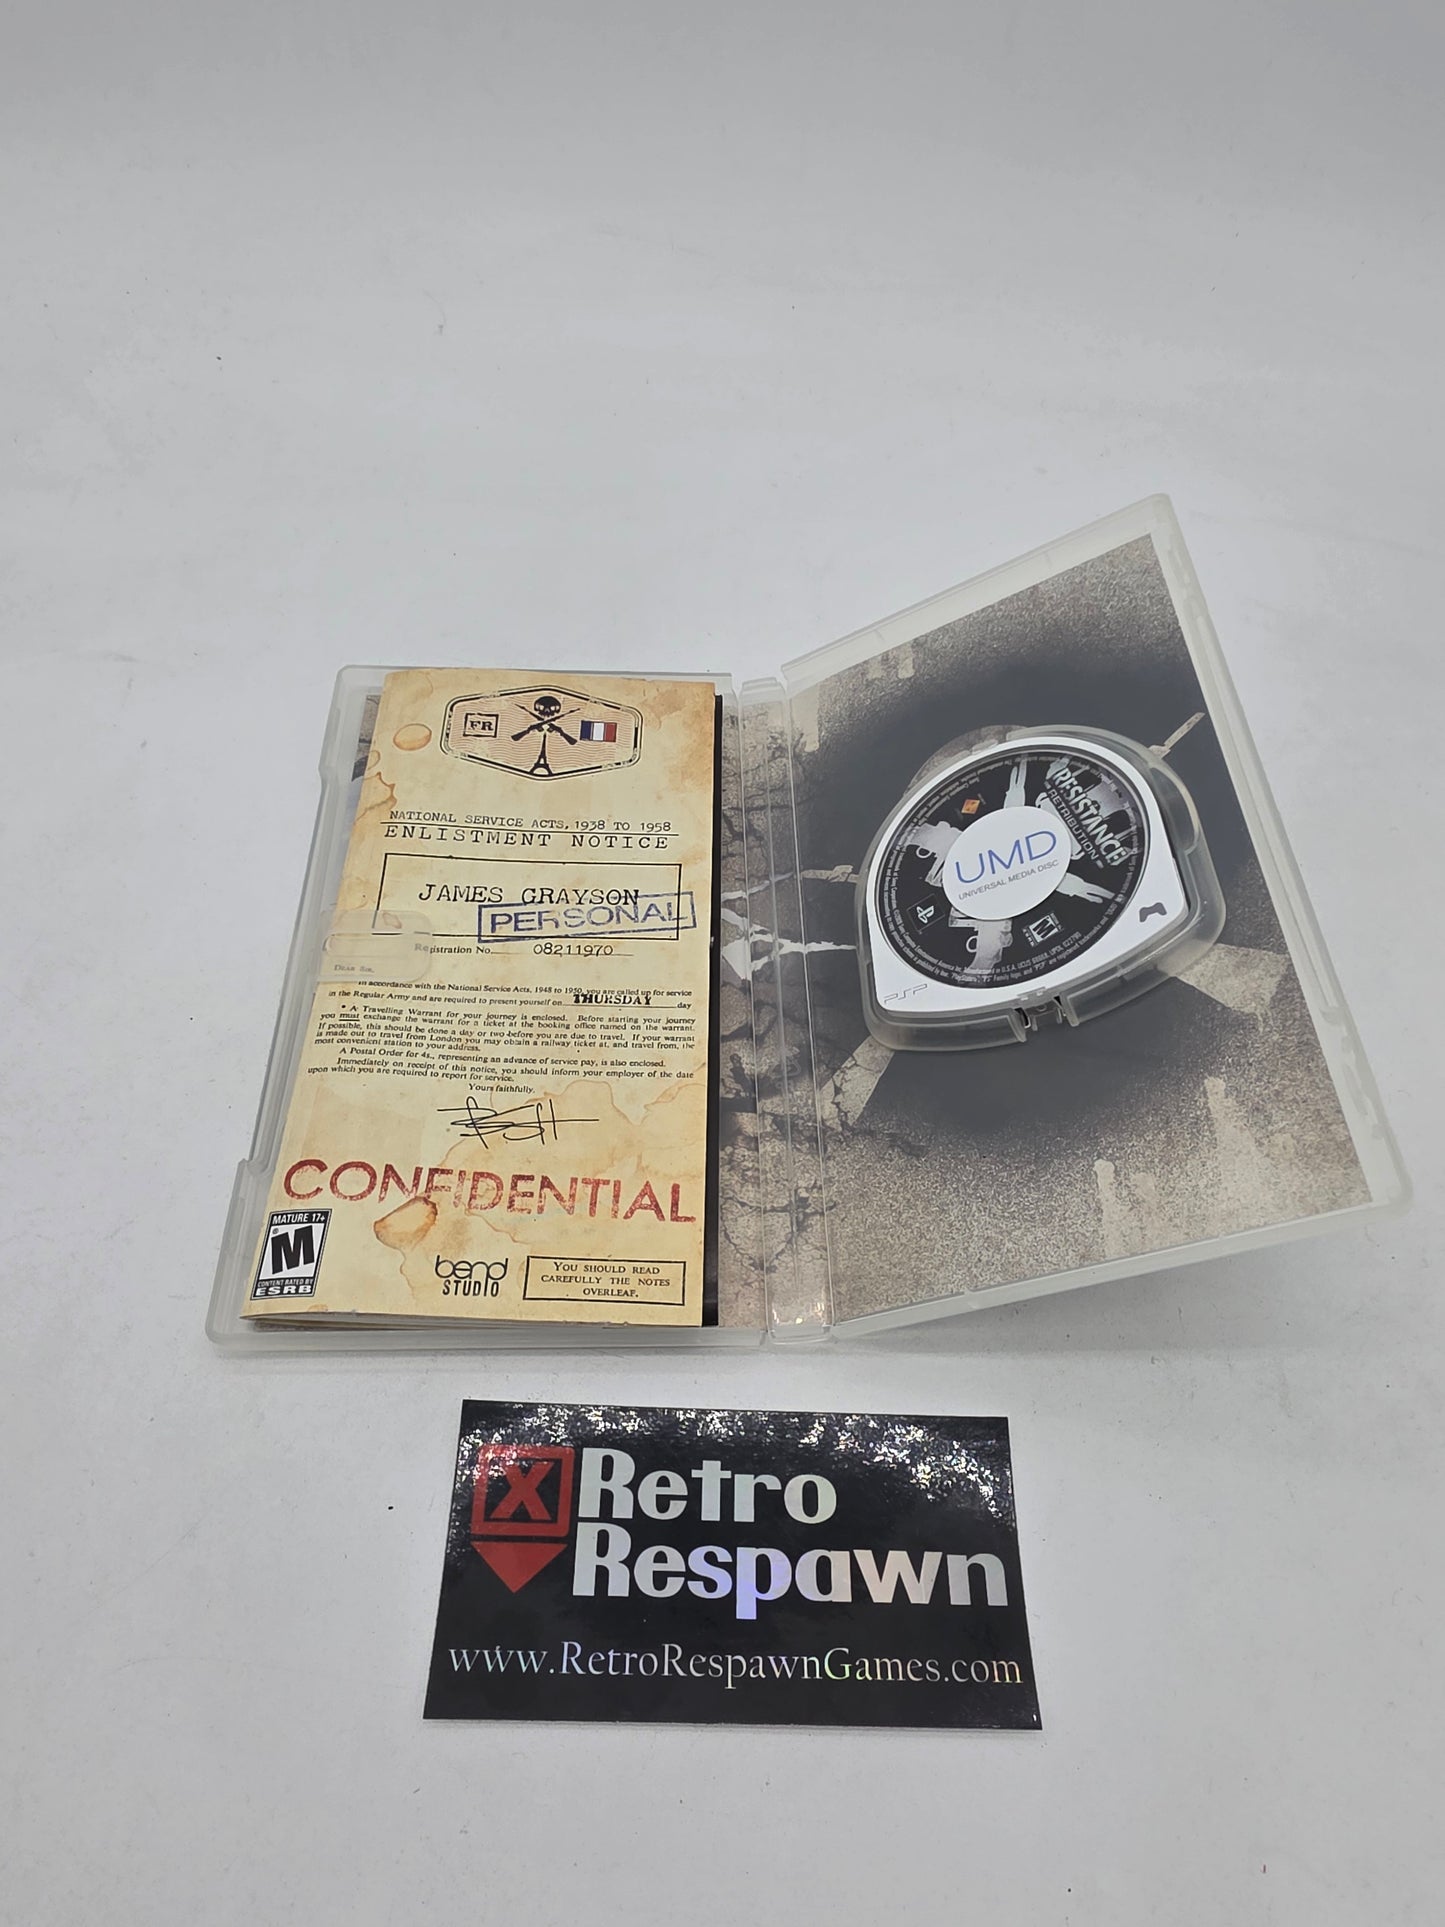 FR
NATIONAL SERVICE ACTS, 1938 TO 1958
ENLISTMENT NOTICE
JAMES GRAYSON
PERSONAL
Registration No. 08211970
DEAR SIR,
In accordance with the National Service Acts, 1948 to 1950, you are called up for service
in the Regular Army and are required to present yourself on THURSDAY day
• A Travelling Warrant for your journey is enclosed. Before starting your journey
you must exchange the warrant for a ticket at the booking office named on the warrant.
If possible, this should be done a day or two before you are due to travel. If your warrant
is made out to travel from London you may obtain a railway ticket at, and travel from, the
most convenient station to your address.
A Postal Order for 4s., representing an advance of service pay, is also enclosed.
Immediately on receipt of this notice, you should inform your employer of the date
upon which you are required to report for service.
Yours faithfully,
CONFIDENTIAL
MATURE 17+
M
CONTENT RATED BY
ESRB
bend
STUDIO
YOU SHOULD READ
CAREFULLY THE NOTES
OVERLEAF.
RESISTANCE
RETRIBUTION
UMD
UNIVERSAL MEDIA DISC
PSP
X Retro
Respawn
www.RetroRespawnGames.com